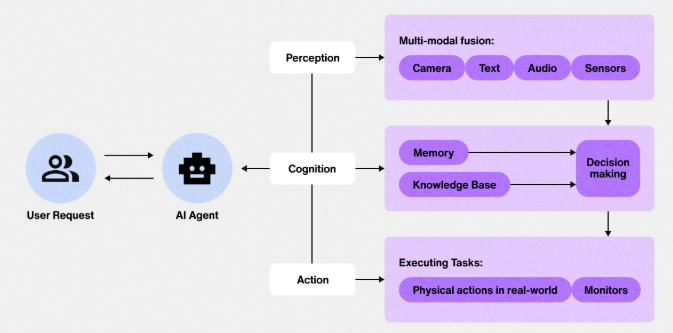 User Request
AI Agent
Perception
Cognition
Action
Multi-modal fusion:
Camera
Text
Audio
Sensors
Memory
Knowledge Base
Decision
making
Executing Tasks:
Physical actions in real-world
Monitors